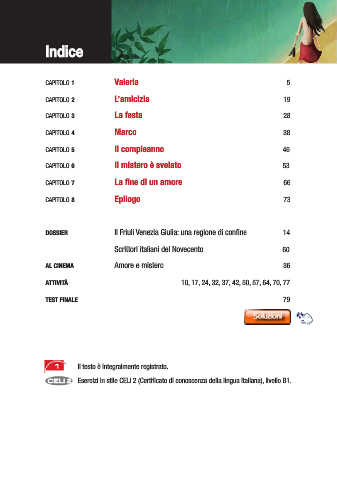 Indice
CAPITOLO 1 Valeria 5
CAPITOLO 2 L'amicizia 19
CAPITOLO 3 La festa 28
CAPITOLO 4 Marco 38
CAPITOLO 5 Il compleanno 46
CAPITOLO 6 Il mistero è svelato 53
CAPITOLO 7 La fine di un amore 66
CAPITOLO 8 Epilogo 73
DOSSIER Il Friuli Venezia Giulia: una regione di confine 14
Scrittori italiani del Novecento 60
AL CINEMA Amore e mistero 36
ATTIVITÀ 10, 17, 24, 32, 37, 43, 50, 57, 64, 70, 77
TEST FINALE 79
Soluzioni
1 Il testo è integralmente registrato.
CELI 2 Esercizi in stile CELI 2 (Certificato di conoscenza della lingua italiana), livello B1.